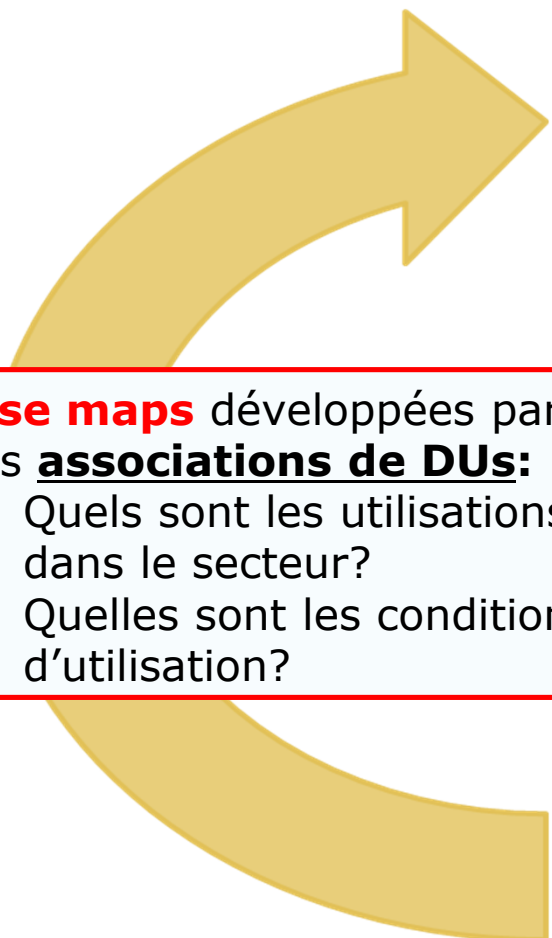 se maps développées par
s associations de DUs:
Quels sont les utilisations
dans le secteur?
Quelles sont les condition
d’utilisation?